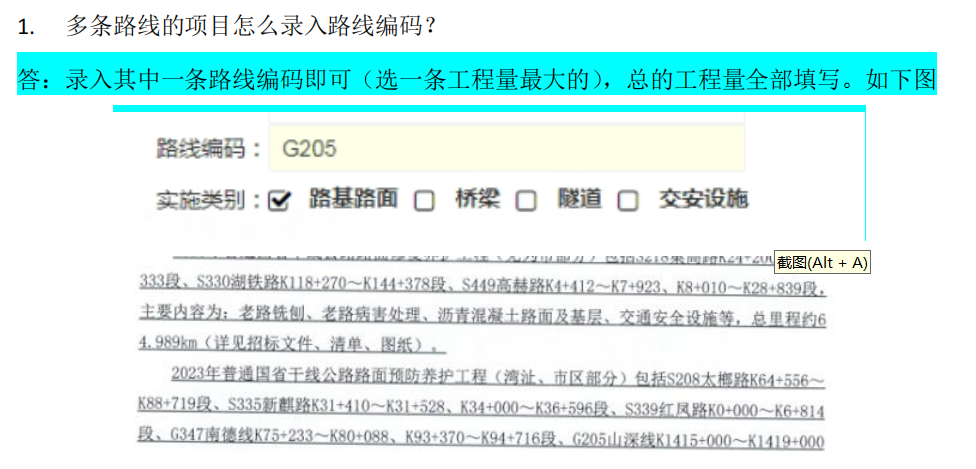 1. 多条路线的项目怎么录入路线编码？
答：录入其中一条路线编码即可（选一条工程量最大的），总的工程量全部填写。如下图
路线编码： G205
实施类别： 路基路面 桥梁 隧道 交安设施
截图(Alt + A)
333段、S330湖铁路K118+270～K144+378段、S449高赫路K4+412～K7+923、K8+010～K28+839段，
主要内容为：老路铣刨、老路病害处理、沥青混凝土路面及基层、交通安全设施等，总里程约6
4.989km（详见招标文件、清单、图纸）。
2023年普通国省干线公路路面预防养护工程（湾沚、市区部分）包括S208太榔路K64+556～
K88+719段、S335新麒路K31+410～K31+528、K34+000～K36+596段、S339红凤路K0+000～K6+814
段、G347南德线K75+233～K80+088、K93+370～K94+716段、G205山深线K1415+000～K1419+000